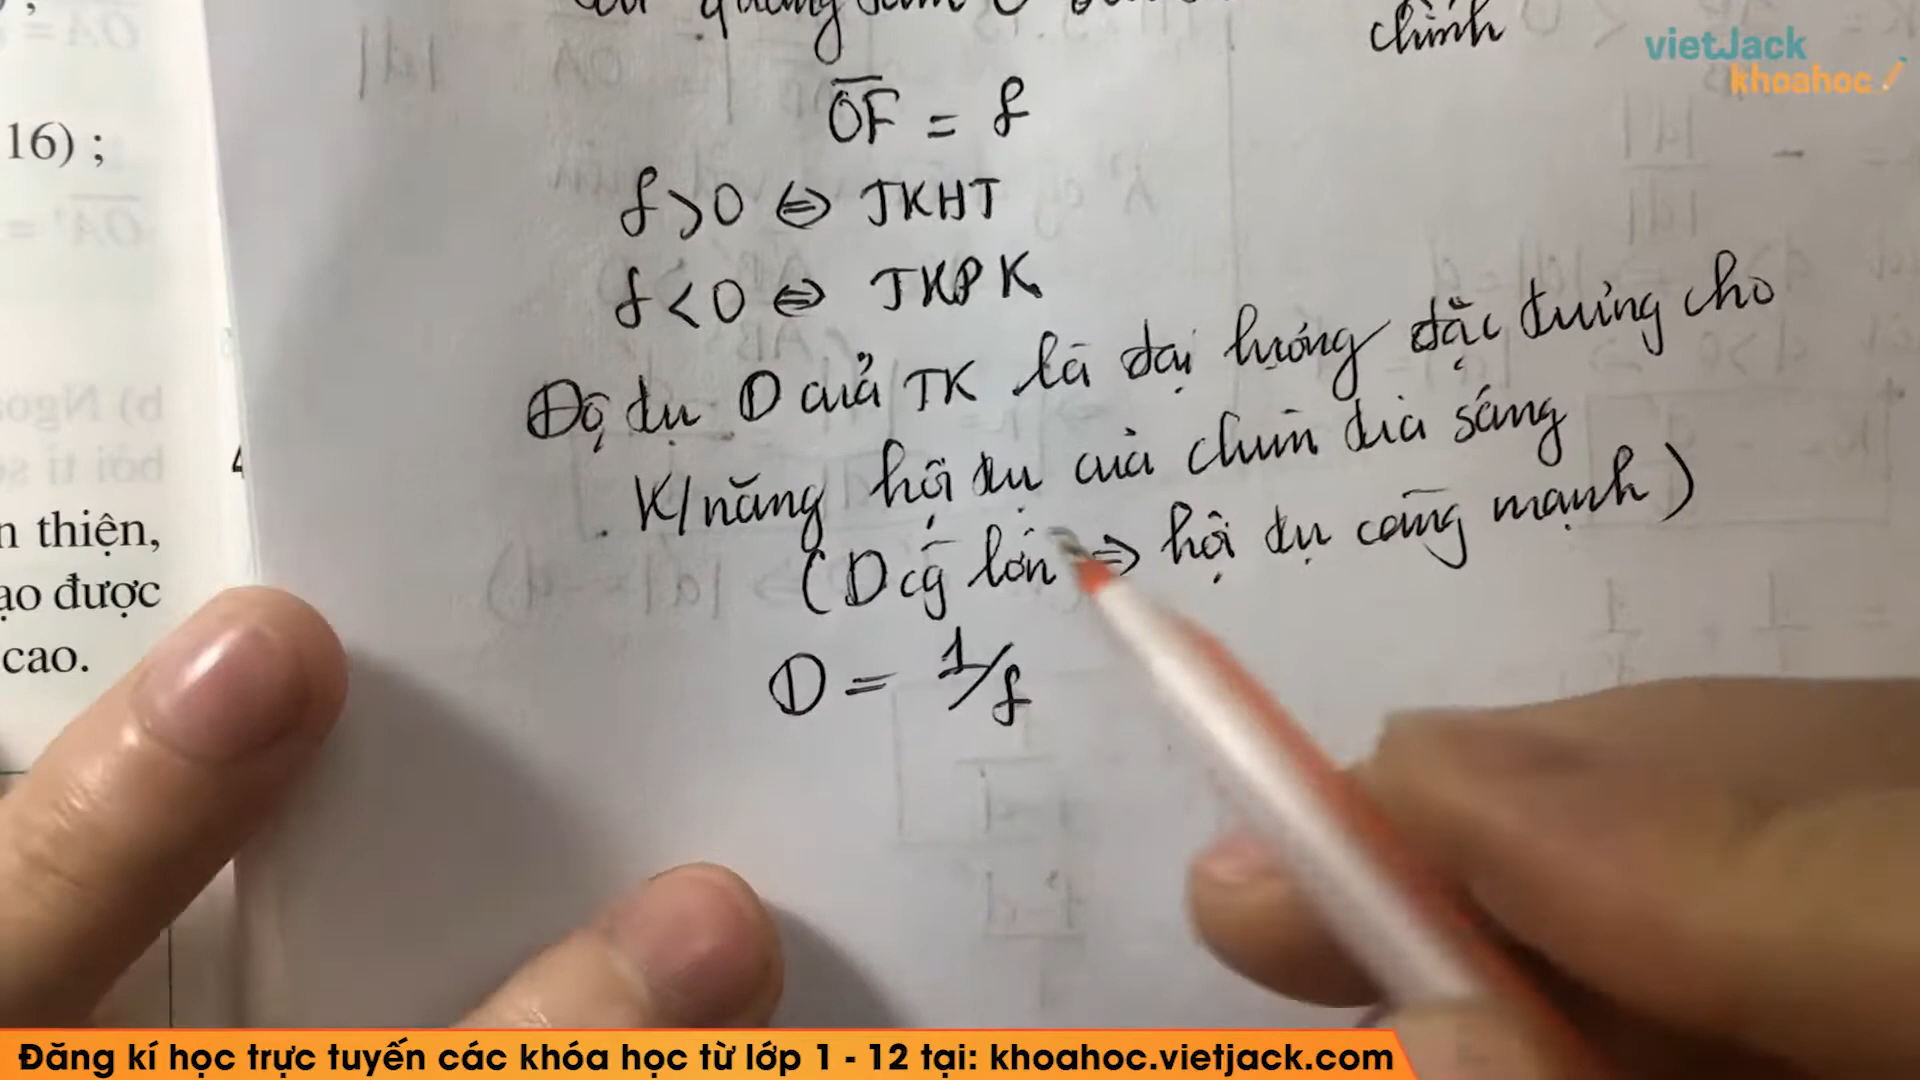 chính
vietJack
khoahoc
OF = f
16) ;
f > 0 ⇔ TKHT
f < 0 ⇔ TKPK
Độ tụ D của TK là đại lượng đặc trưng cho
K/năng hội tụ của chùm tia sáng
(D cg lớn ⇒ hội tụ càng mạnh)
D = 1/f
n thiện,
ạo được
cao.
Đăng kí học trực tuyến các khóa học từ lớp 1 - 12 tại: khoahoc.vietjack.com